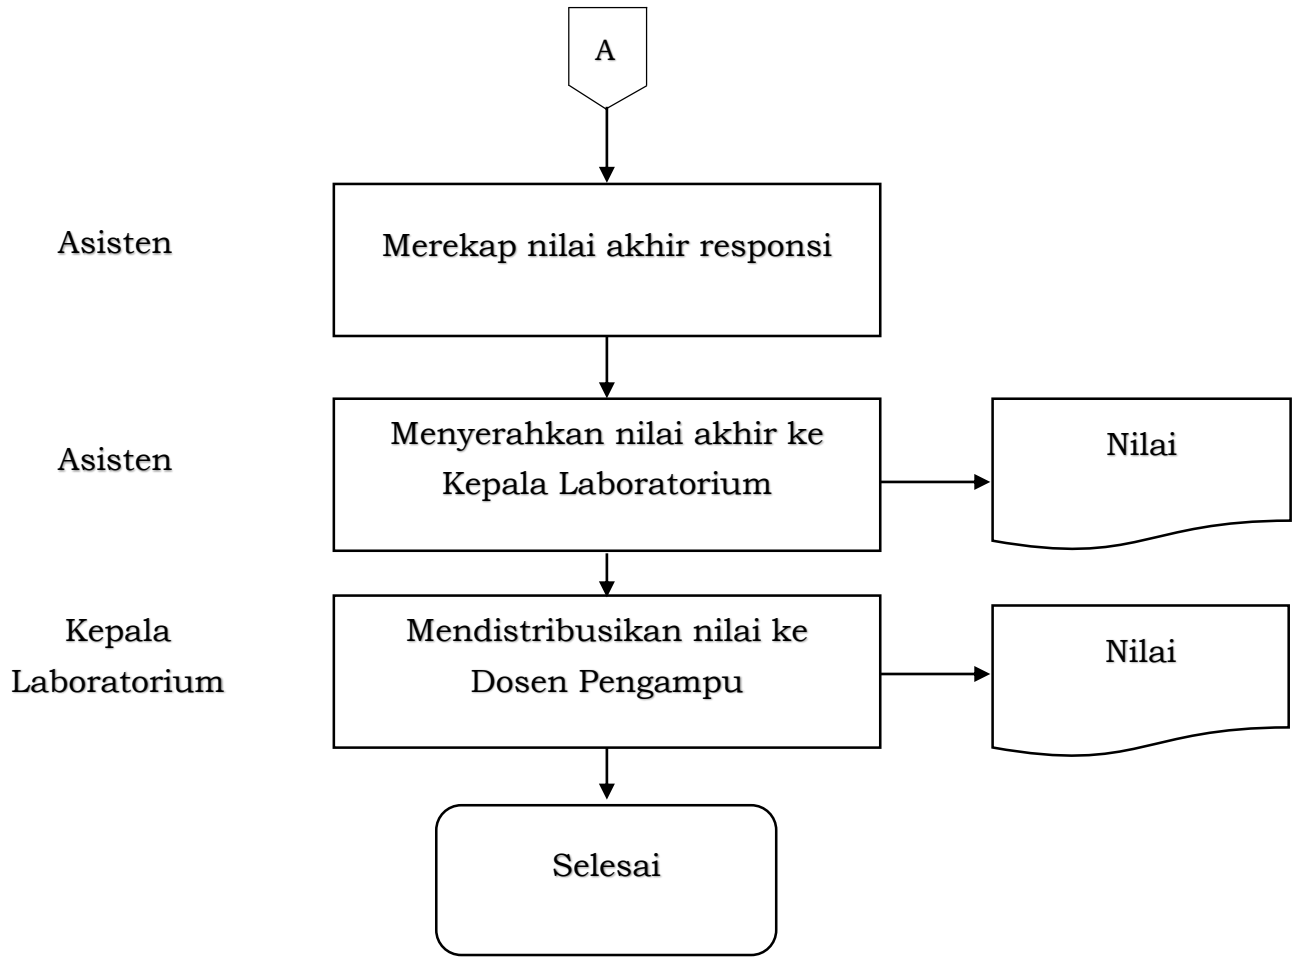 A
Asisten
Merekap nilai akhir responsi
Asisten
Menyerahkan nilai akhir ke
Kepala Laboratorium
Nilai
Kepala
Laboratorium
Mendistribusikan nilai ke
Dosen Pengampu
Nilai
Selesai